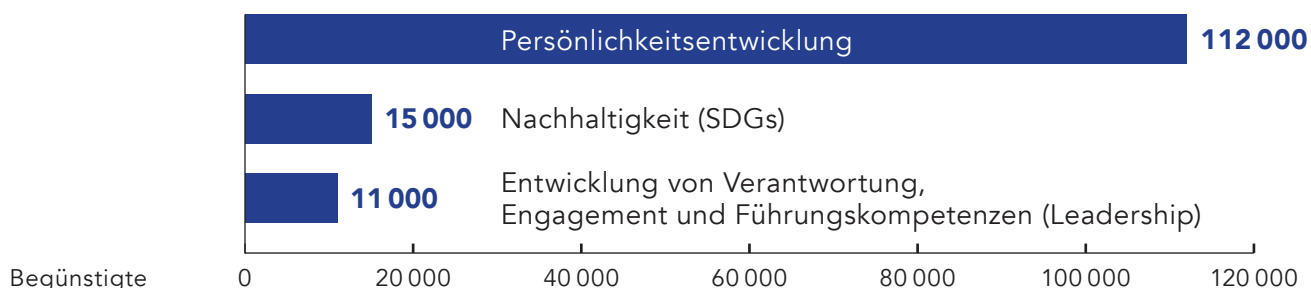 Persönlichkeitsentwicklung 112 000
15 000 Nachhaltigkeit (SDGs)
11 000 Entwicklung von Verantwortung,
Engagement und Führungskompetenzen (Leadership)
Begünstigte 0 20 000 40 000 60 000 80 000 100 000 120 000